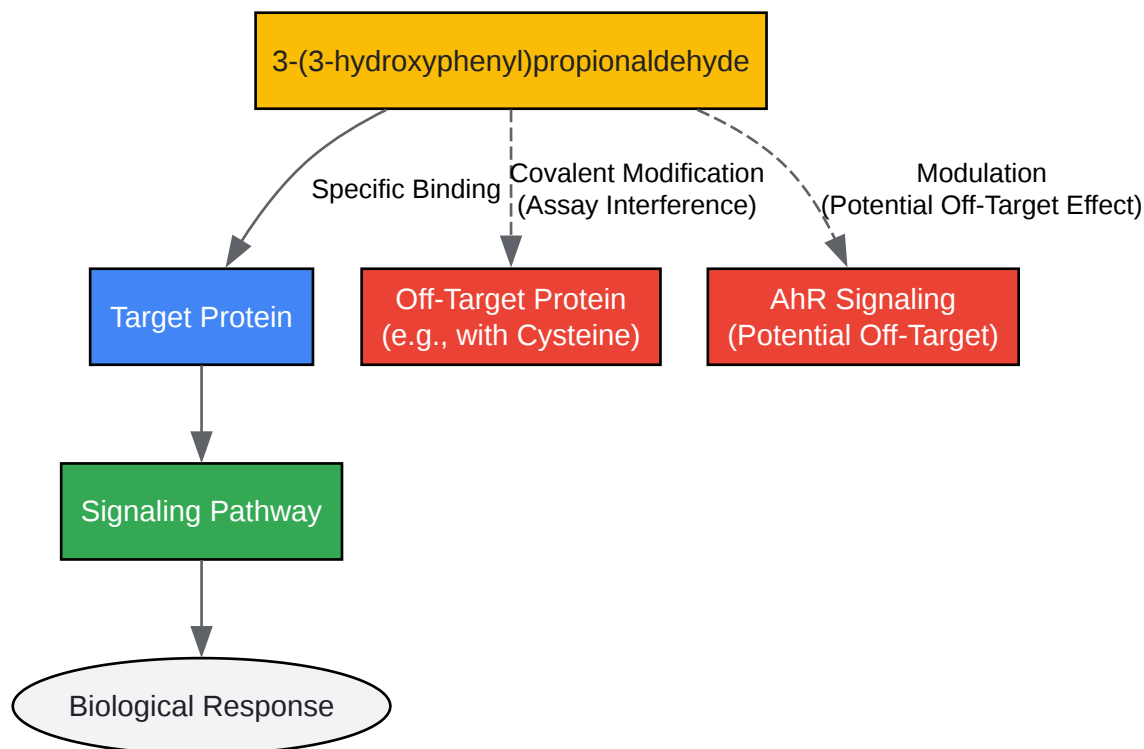 3-(3-hydroxyphenyl)propionaldehyde
Specific Binding
Covalent Modification
(Assay Interference)
Modulation
(Potential Off-Target Effect)
Target Protein
Off-Target Protein
(e.g., with Cysteine)
AhR Signaling
(Potential Off-Target)
Signaling Pathway
Biological Response